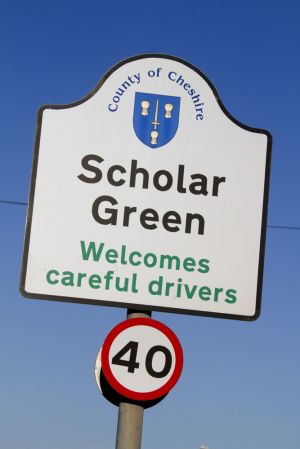 County of Cheshire
Scholar
Green
Welcomes
careful drivers
40